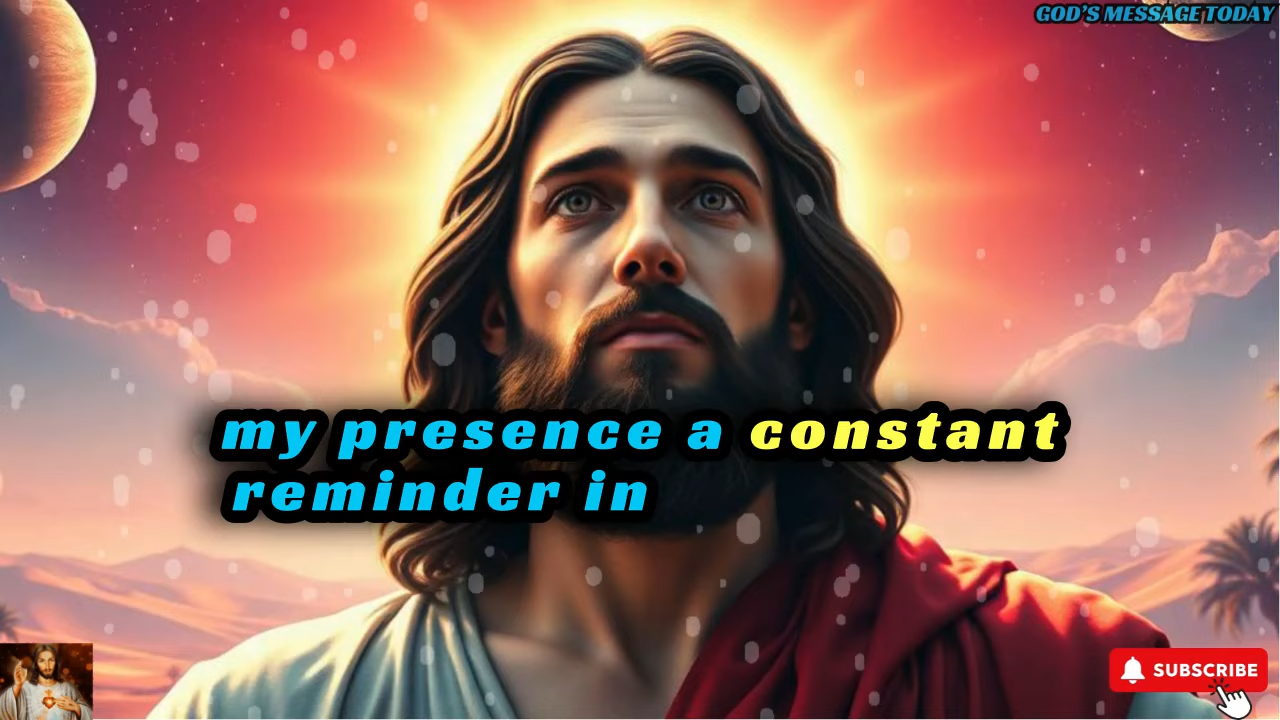 GOD'S MESSAGE TODAY
my presence a constant
reminder in
SUBSCRIBE